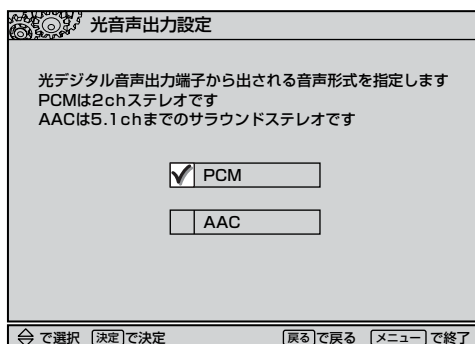 光音声出力設定
光デジタル音声出力端子から出される音声形式を指定します
PCMは2chステレオです
AACは5.1chまでのサラウンドステレオです
PCM
AAC
で選択 決定で決定 戻るで戻る メニューで終了